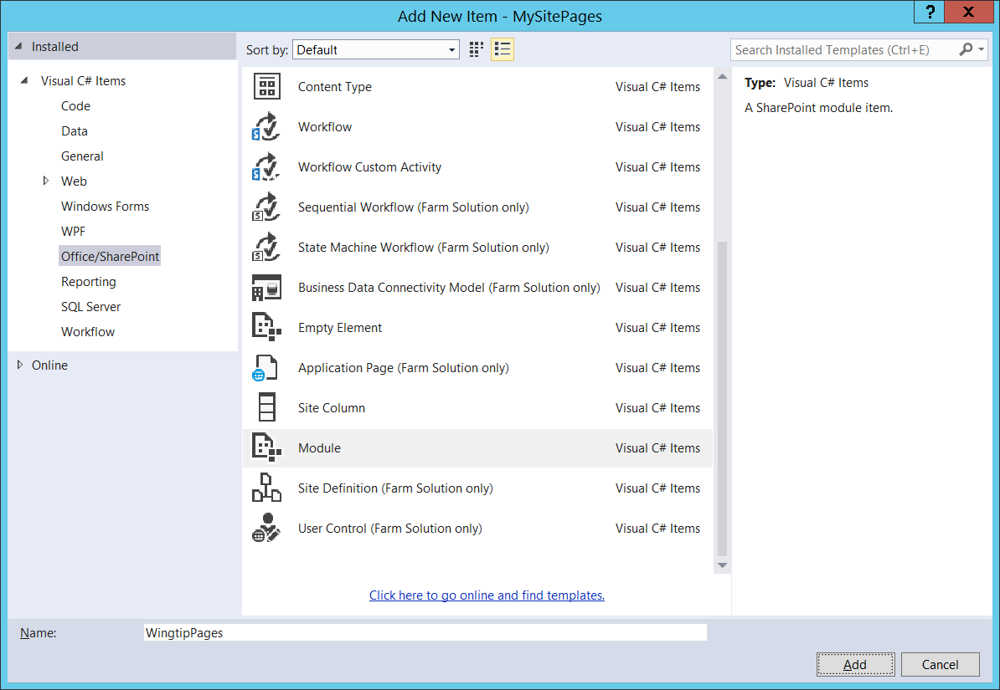 Add New Item - MySitePages
?
X
Installed
Sort by: Default
Search Installed Templates (Ctrl+E)
Visual C# Items
Code
Data
General
Web
Windows Forms
WPF
Office/SharePoint
Reporting
SQL Server
Workflow
Online
Content Type Visual C# Items
Workflow Visual C# Items
Workflow Custom Activity Visual C# Items
Sequential Workflow (Farm Solution only) Visual C# Items
State Machine Workflow (Farm Solution only) Visual C# Items
Business Data Connectivity Model (Farm Solution only) Visual C# Items
Empty Element Visual C# Items
Application Page (Farm Solution only) Visual C# Items
Site Column Visual C# Items
Module Visual C# Items
Site Definition (Farm Solution only) Visual C# Items
User Control (Farm Solution only) Visual C# Items
Click here to go online and find templates.
Type: Visual C# Items
A SharePoint module item.
Name: WingtipPages
Add Cancel